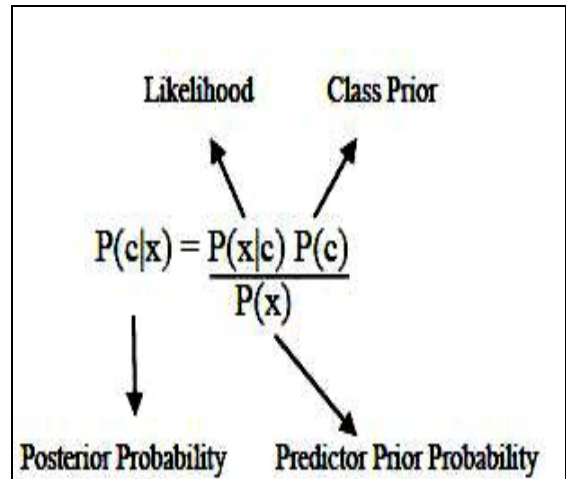 Likelihood Class Prior
P(c|x) = P(x|c) P(c)
P(x)
Posterior Probability Predictor Prior Probability